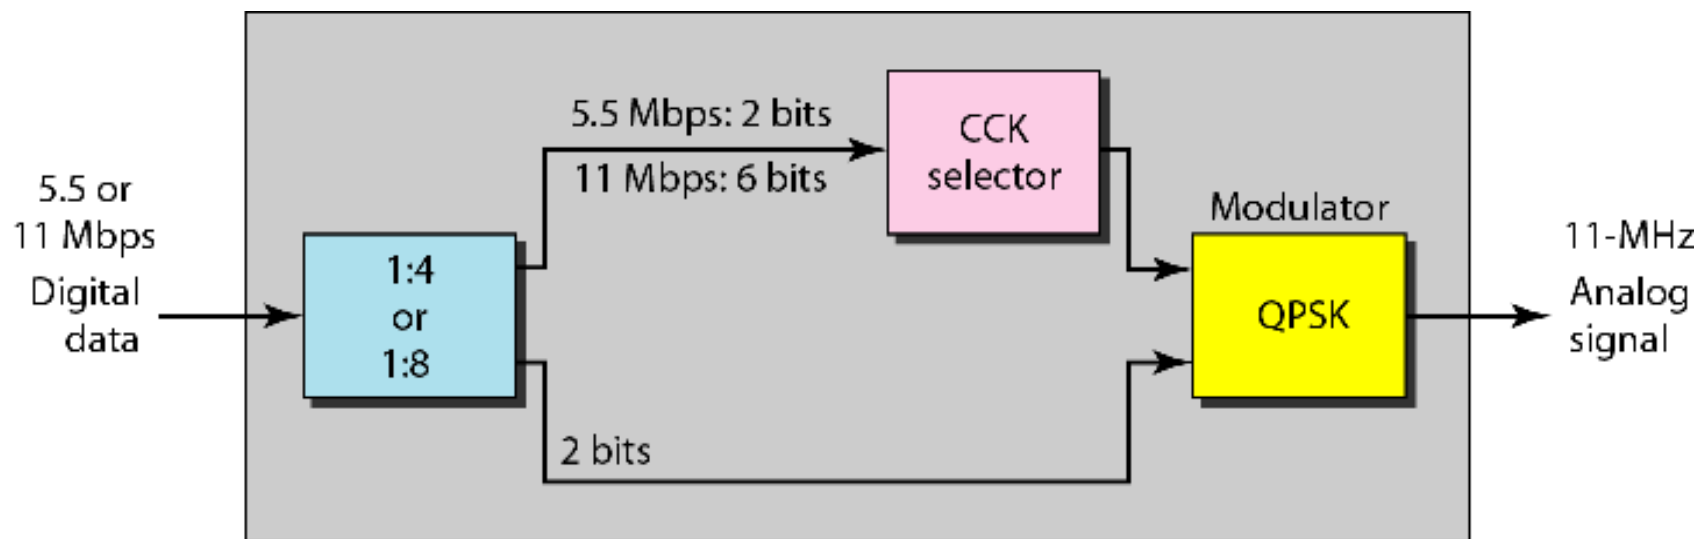 5.5 or
11 Mbps
Digital
data
1:4
or
1:8
5.5 Mbps: 2 bits
11 Mbps: 6 bits
2 bits
CCK
selector
Modulator
QPSK
11-MHz
Analog
signal